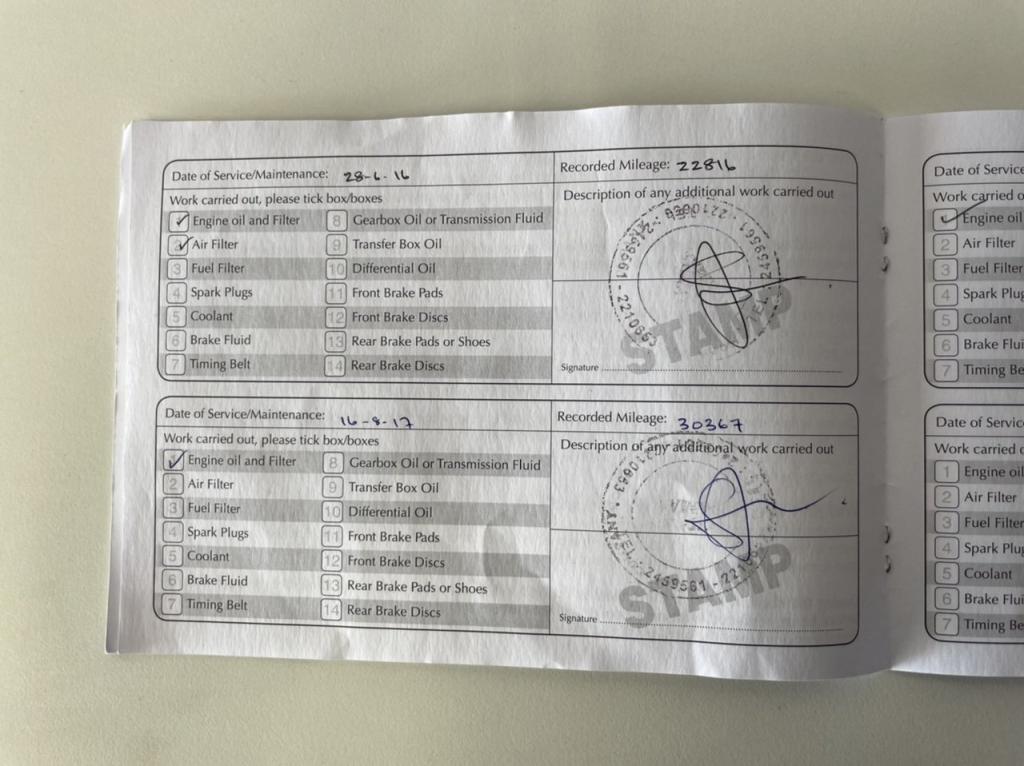 Date of Service/Maintenance: 28-6-16
Recorded Mileage: 22816
Work carried out, please tick box/boxes
Description of any additional work carried out
Engine oil and Filter
8 Gearbox Oil or Transmission Fluid
Air Filter
9 Transfer Box Oil
3 Fuel Filter
10 Differential Oil
4 Spark Plugs
11 Front Brake Pads
5 Coolant
12 Front Brake Discs
6 Brake Fluid
13 Rear Brake Pads or Shoes
7 Timing Belt
14 Rear Brake Discs
TEL: 2459561 - 2210653
STAMP
Signature
Date of Service/Maintenance: 16-8-17
Recorded Mileage: 30367
Work carried out, please tick box/boxes
Description of any additional work carried out
Engine oil and Filter
8 Gearbox Oil or Transmission Fluid
2 Air Filter
9 Transfer Box Oil
3 Fuel Filter
10 Differential Oil
4 Spark Plugs
11 Front Brake Pads
5 Coolant
12 Front Brake Discs
6 Brake Fluid
13 Rear Brake Pads or Shoes
7 Timing Belt
14 Rear Brake Discs
TEL: 2459561 - 2210653
STAMP
Signature
Date of Servic
Work carried o
Engine oil
2 Air Filter
3 Fuel Filter
4 Spark Plug
5 Coolant
6 Brake Flui
7 Timing Be
Date of Servic
Work carried o
1 Engine oil
2 Air Filter
3 Fuel Filter
4 Spark Plug
5 Coolant
6 Brake Flui
7 Timing Be